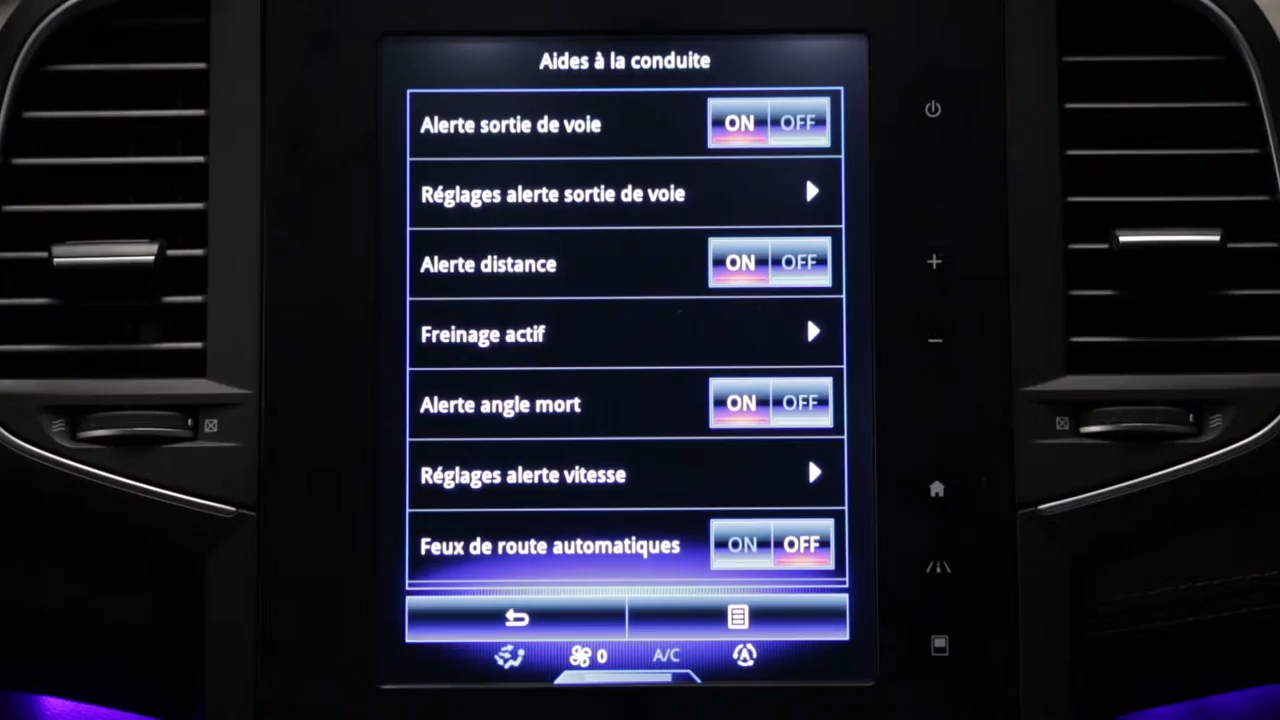 Aides à la conduite
Alerte sortie de voie ON OFF
Réglages alerte sortie de voie
Alerte distance ON OFF
Freinage actif
Alerte angle mort ON OFF
Réglages alerte vitesse
Feux de route automatiques ON OFF
0 A/C A